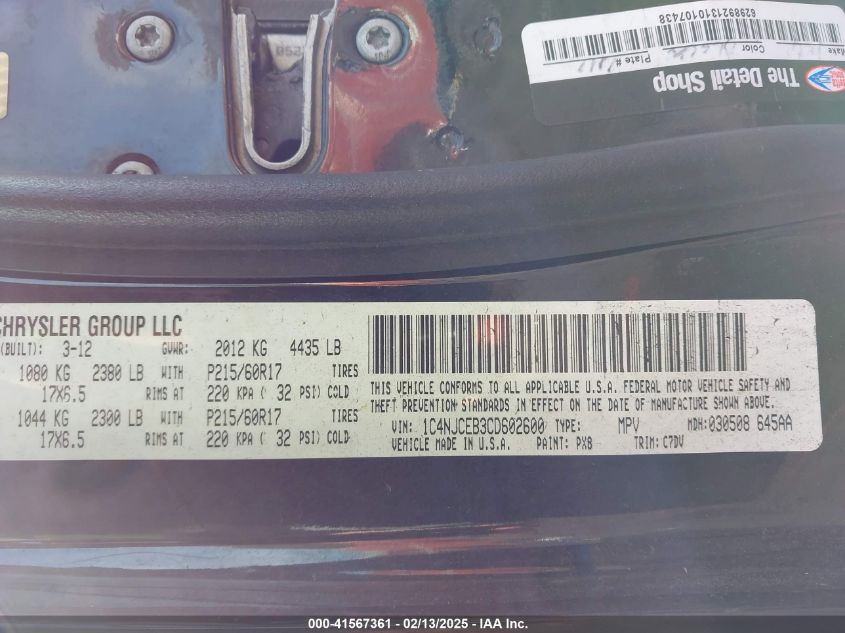 052
6298921310107438
Make
Color
Plate #
The Detail Shop
CHRYSLER GROUP LLC
(BUILT): 3-12 GVWR: 2012 KG 4435 LB
1080 KG 2380 LB WITH P215/60R17 TIRES
17X6.5 RIMS AT 220 KPA ( 32 PSI) COLD
1044 KG 2300 LB WITH P215/60R17 TIRES
17X6.5 RIMS AT 220 KPA ( 32 PSI) COLD
THIS VEHICLE CONFORMS TO ALL APPLICABLE U.S.A. FEDERAL MOTOR VEHICLE SAFETY AND
THEFT PREVENTION STANDARDS IN EFFECT ON THE DATE OF MANUFACTURE SHOWN ABOVE.
VIN: 1C4NJCEB3CD602600 TYPE: MPV MDH: 030508 645AA
VEHICLE MADE IN U.S.A. PAINT: PX8 TRIM: C7DV
000-41567361 / 02/13/2025 - IAA Inc.